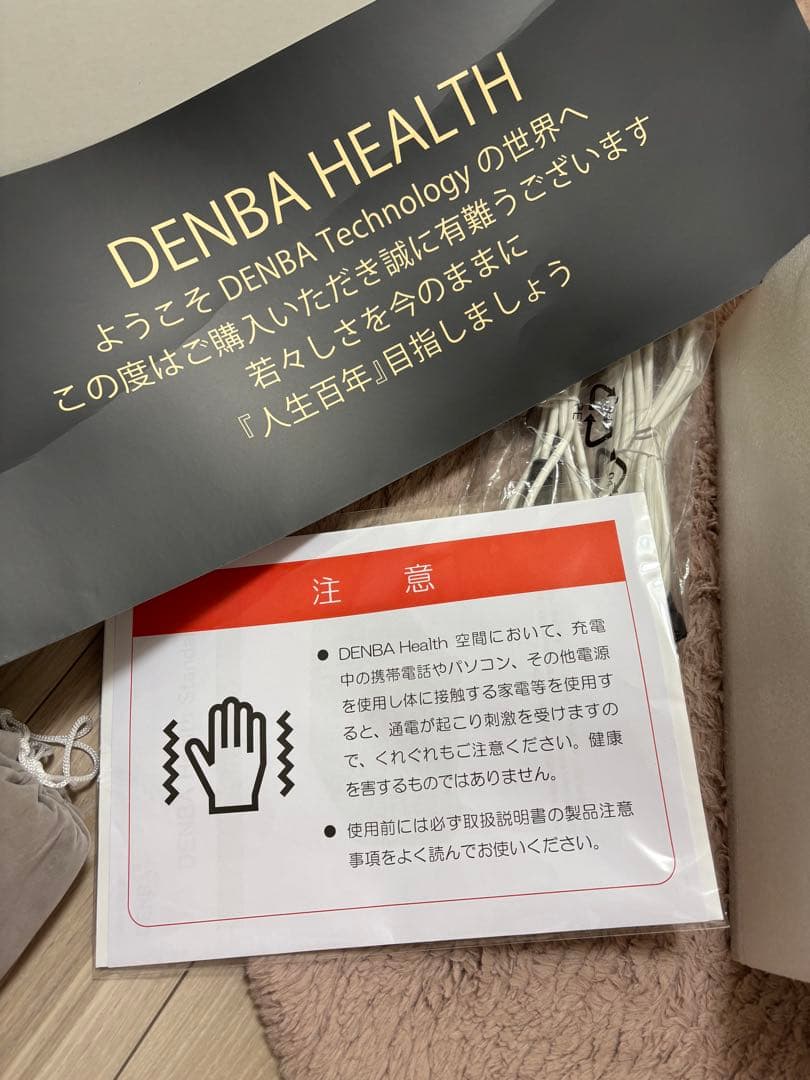 DENBA HEALTH
ようこそ DENBA Technology の世界へ
この度はご購入いただき誠に有難うございます
若々しさを今のままに
『人生百年』目指しましょう
注 意
● DENBA Health 空間において、充電
中の携帯電話やパソコン、その他電源
を使用し体に接触する家電等を使用す
ると、通電が起こり刺激を受けますの
で、くれぐれもご注意ください。健康
を害するものではありません。
● 使用前には必ず取扱説明書の製品注意
事項をよく読んでお使いください。